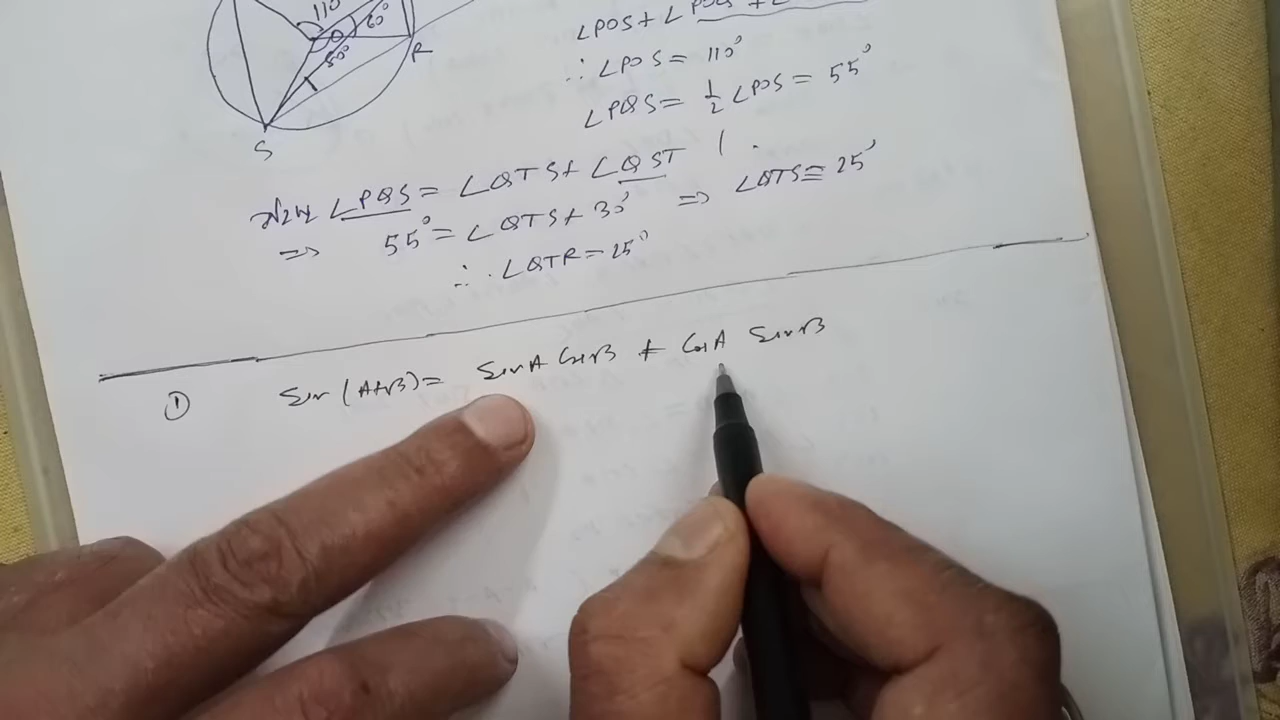 110°
60°
50°
R
S
∠POS + ∠POQ +
∴ ∠POS = 110°
∠PQS = 1/2 ∠POS = 55°
∠PQS = ∠QTS + ∠QST
⇒ 55° = ∠QTS + 30° ⇒ ∠QTS = 25°
∴ ∠QTR = 25°
① Sin (A+B) = SinA CosB + CosA SinB